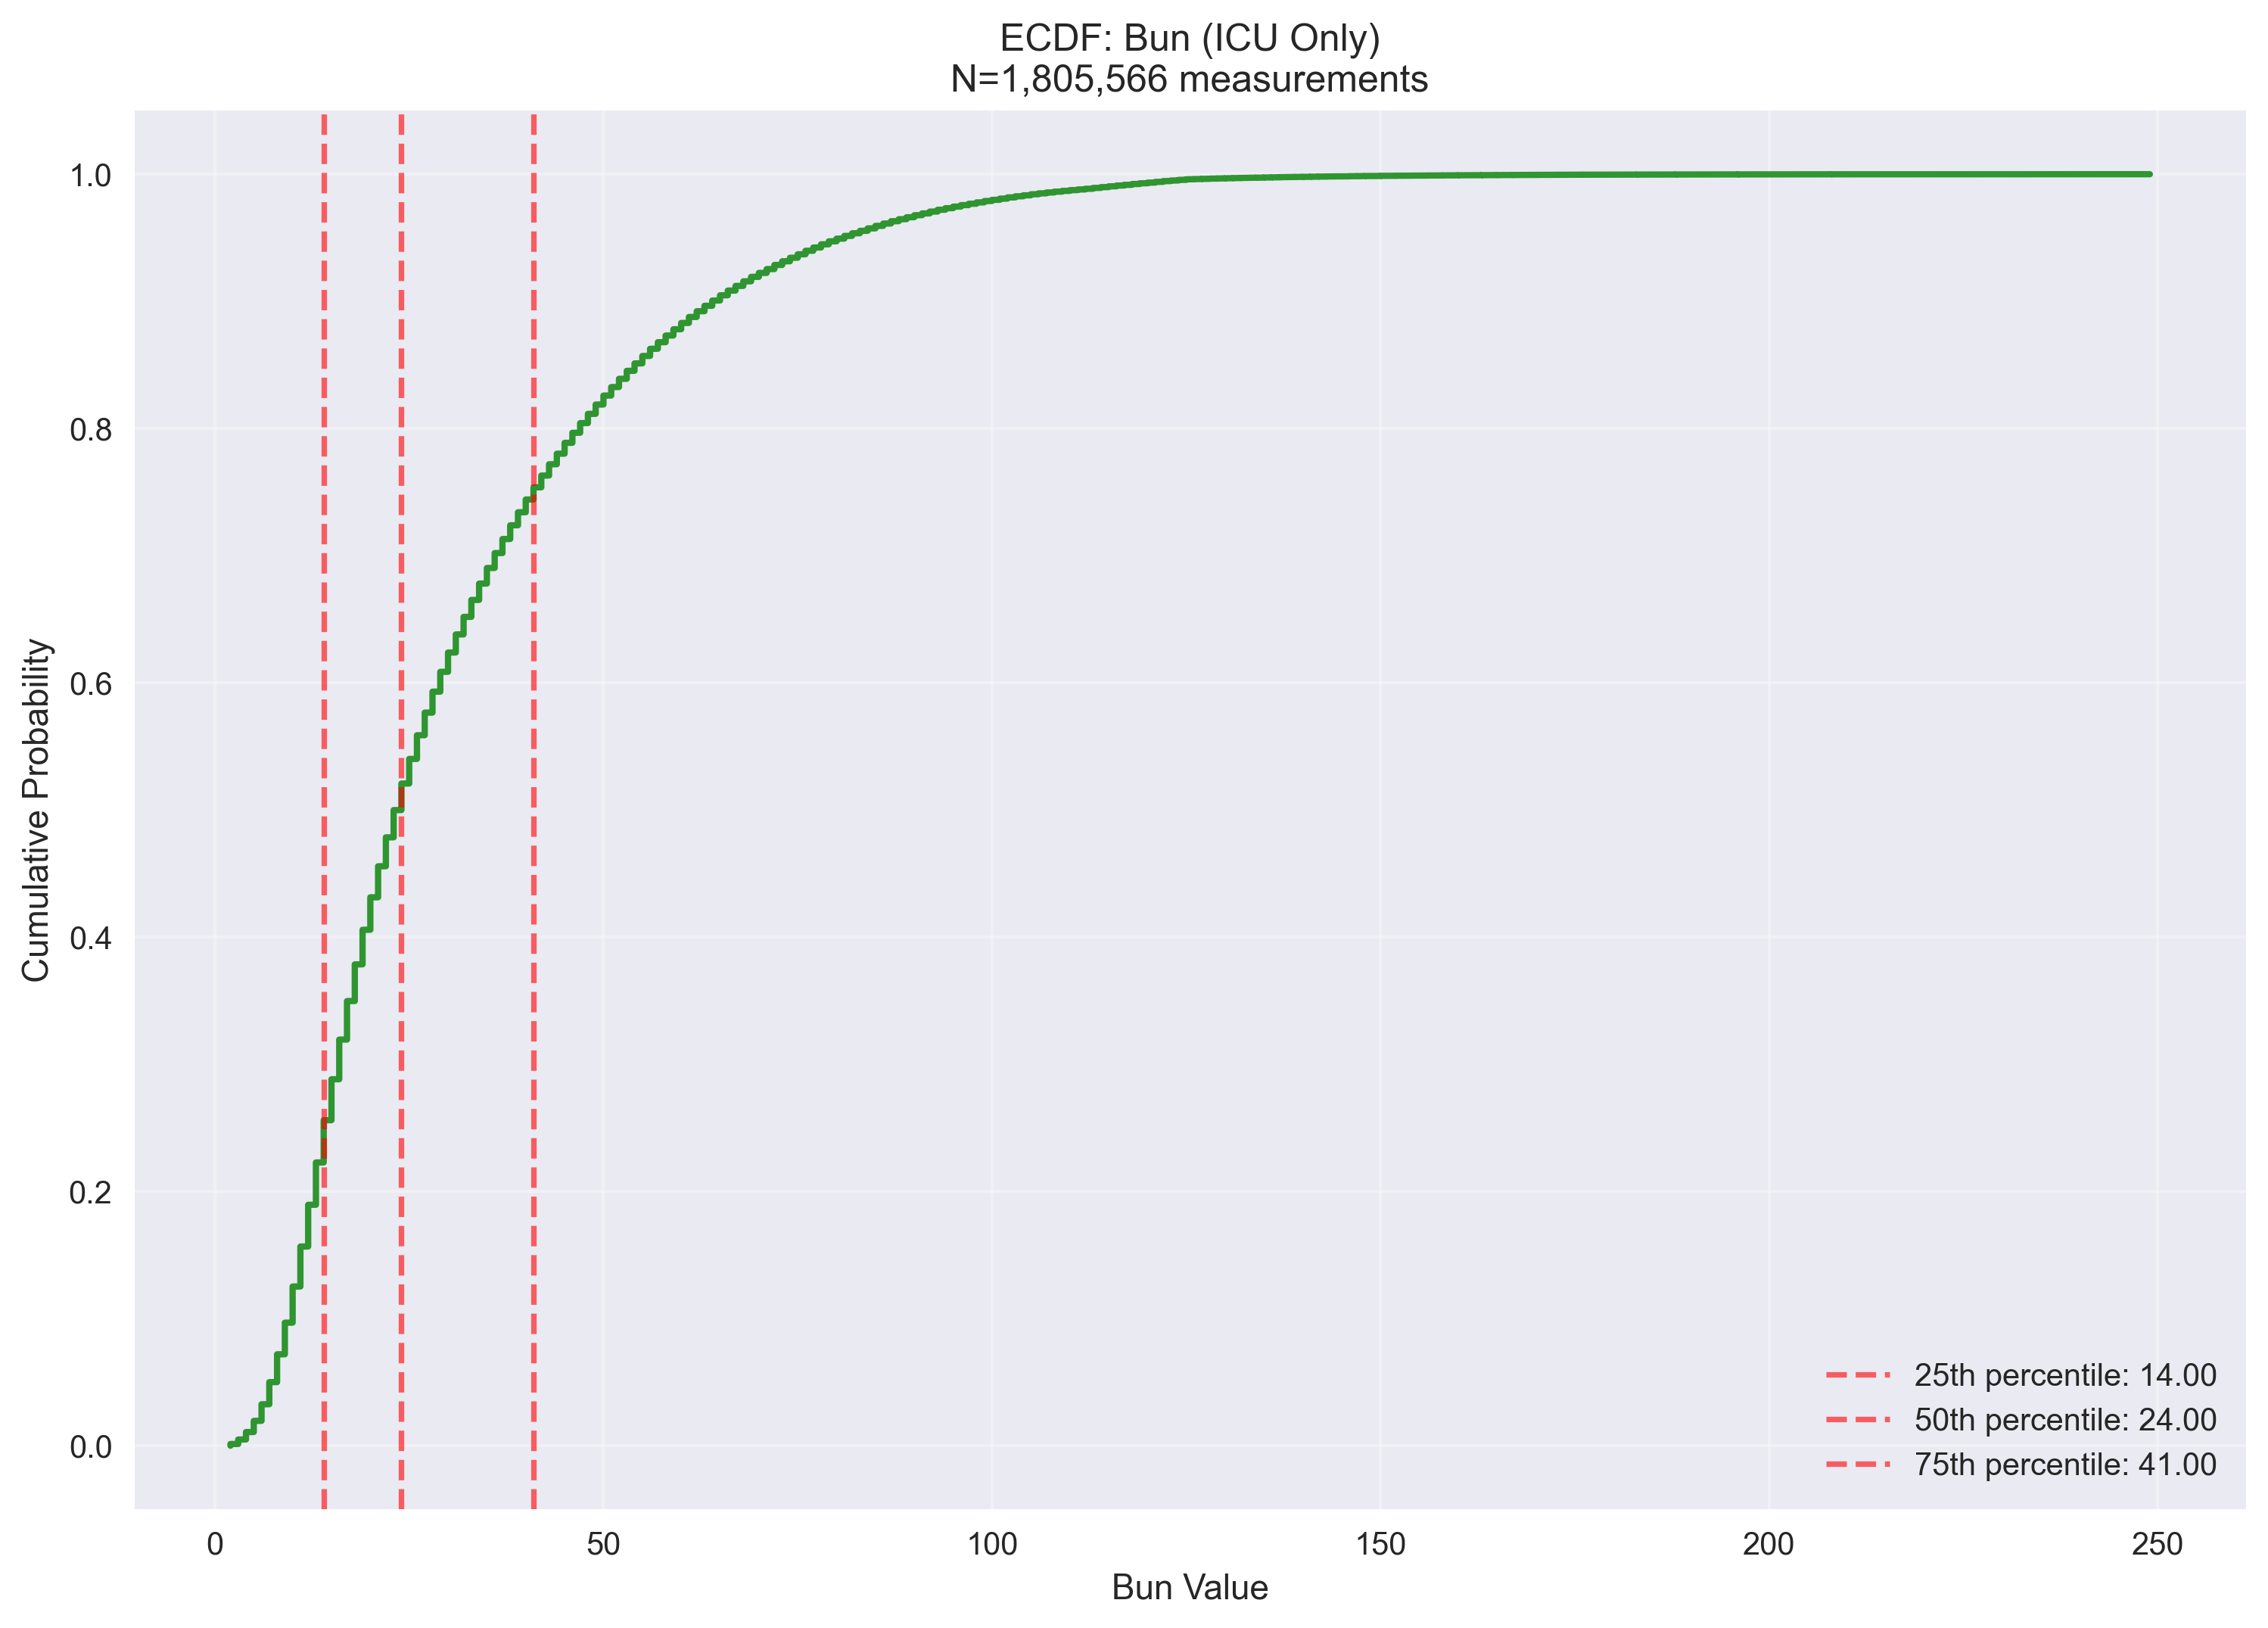 ECDF: Bun (ICU Only)
N=1,805,566 measurements
1.0
0.8
0.6
0.4
0.2
0.0
Cumulative Probability
25th percentile: 14.00
50th percentile: 24.00
75th percentile: 41.00
0 50 100 150 200 250
Bun Value